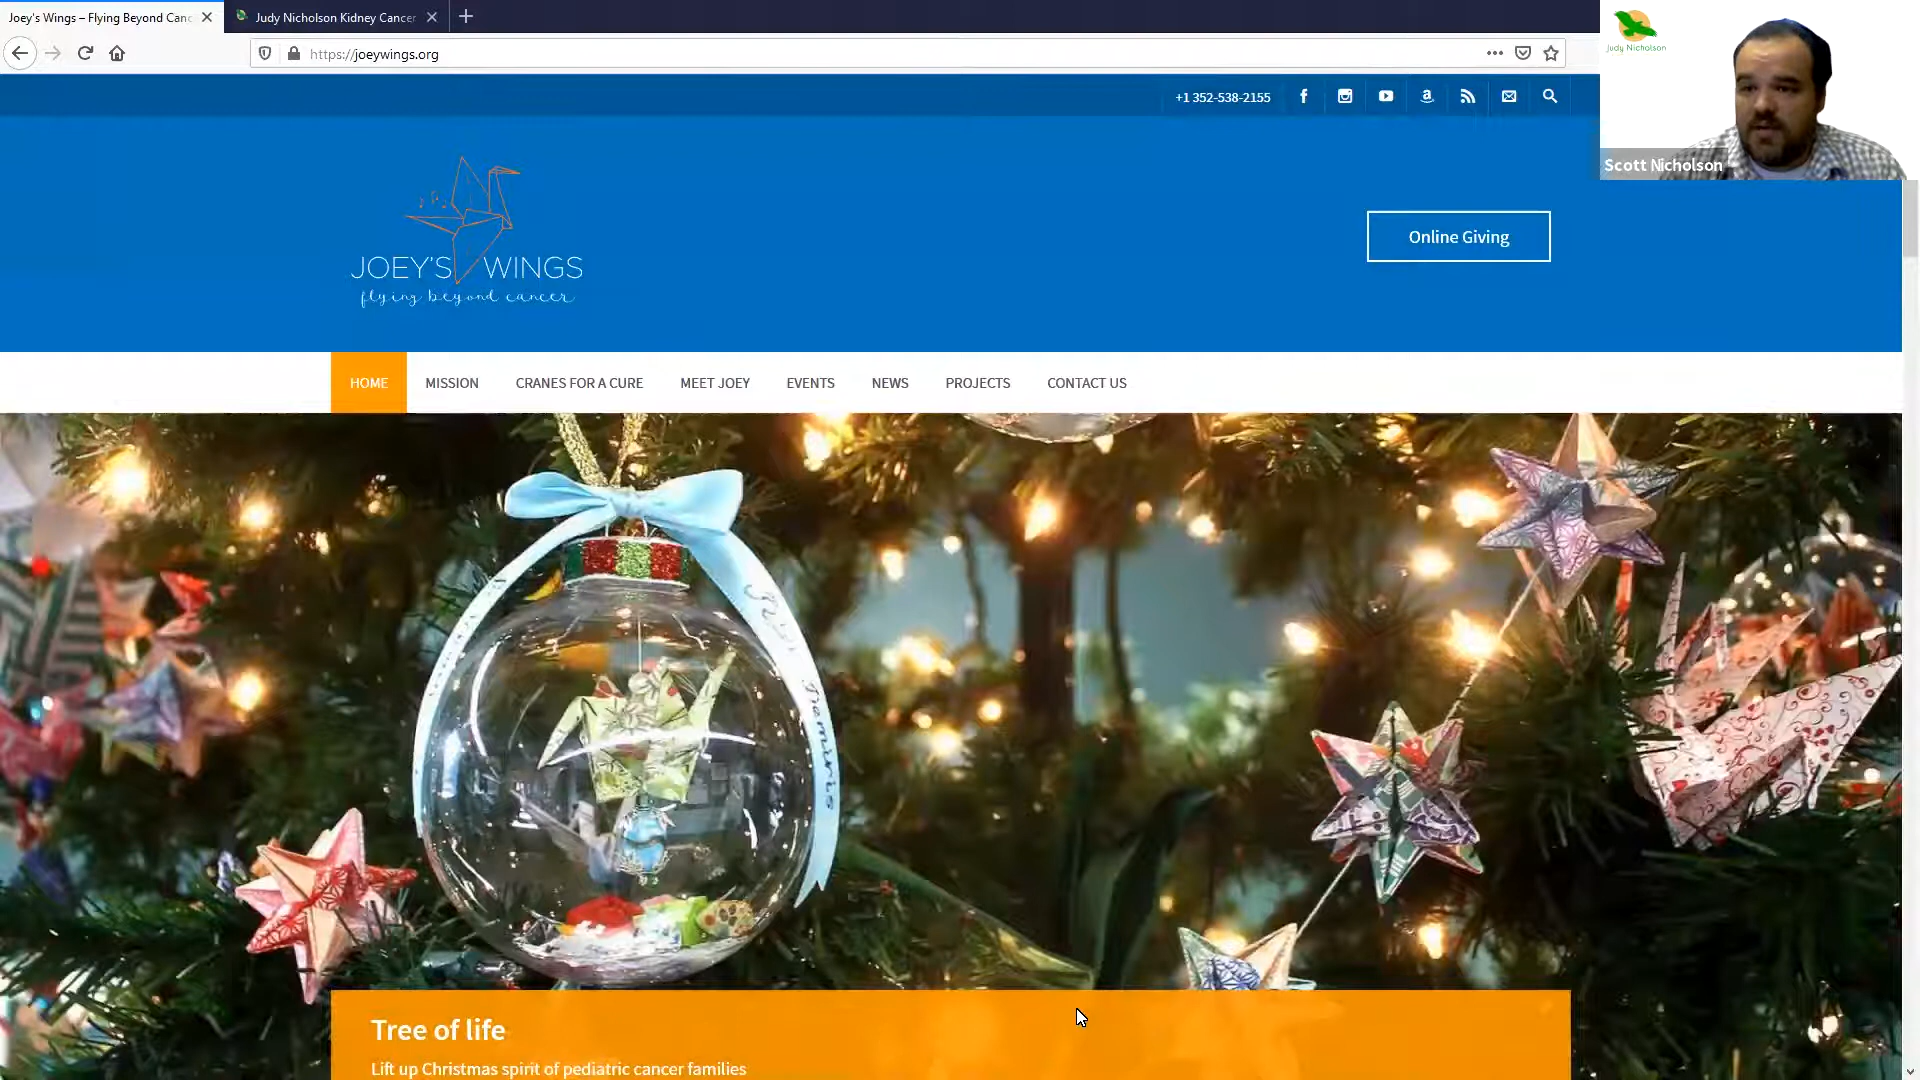 Joey's Wings – Flying Beyond Canc
Judy Nicholson Kidney Cancer
https://joeywings.org
Judy Nicholson
+1 352-538-2155
Scott Nicholson
JOEY'S WINGS
flying beyond cancer
Online Giving
HOME MISSION CRANES FOR A CURE MEET JOEY EVENTS NEWS PROJECTS CONTACT US
Tree of life
Lift up Christmas spirit of pediatric cancer families